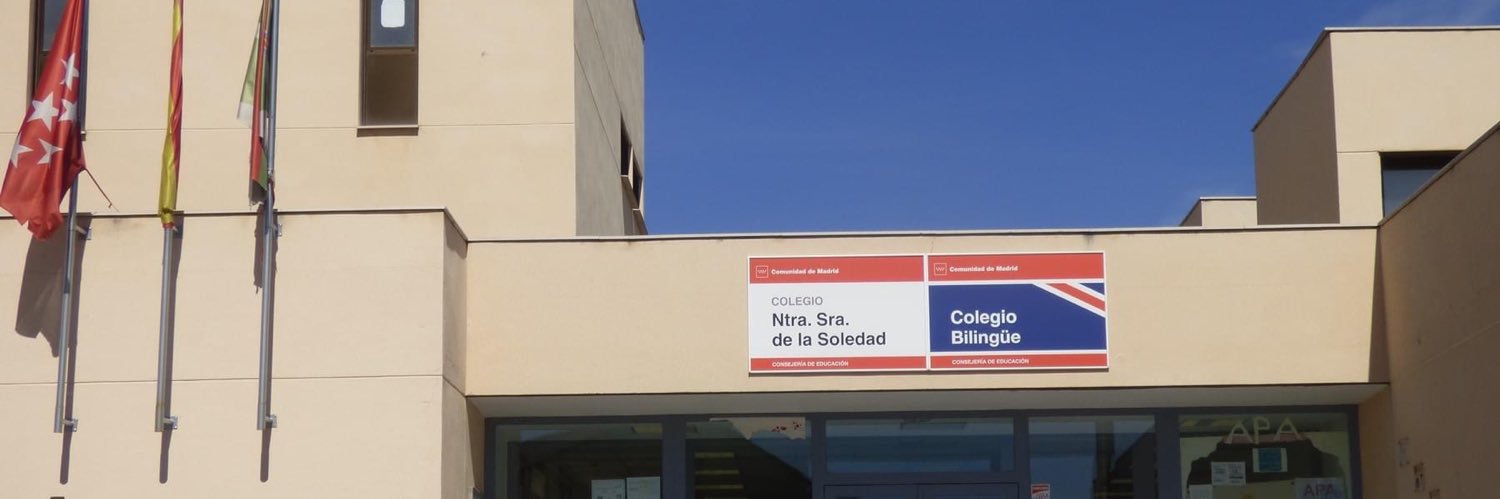 Comunidad de Madrid
COLEGIO
Ntra. Sra.
de la Soledad
CONSEJERÍA DE EDUCACIÓN
Comunidad de Madrid
Colegio
Bilingüe
CONSEJERÍA DE EDUCACIÓN
APA
APA